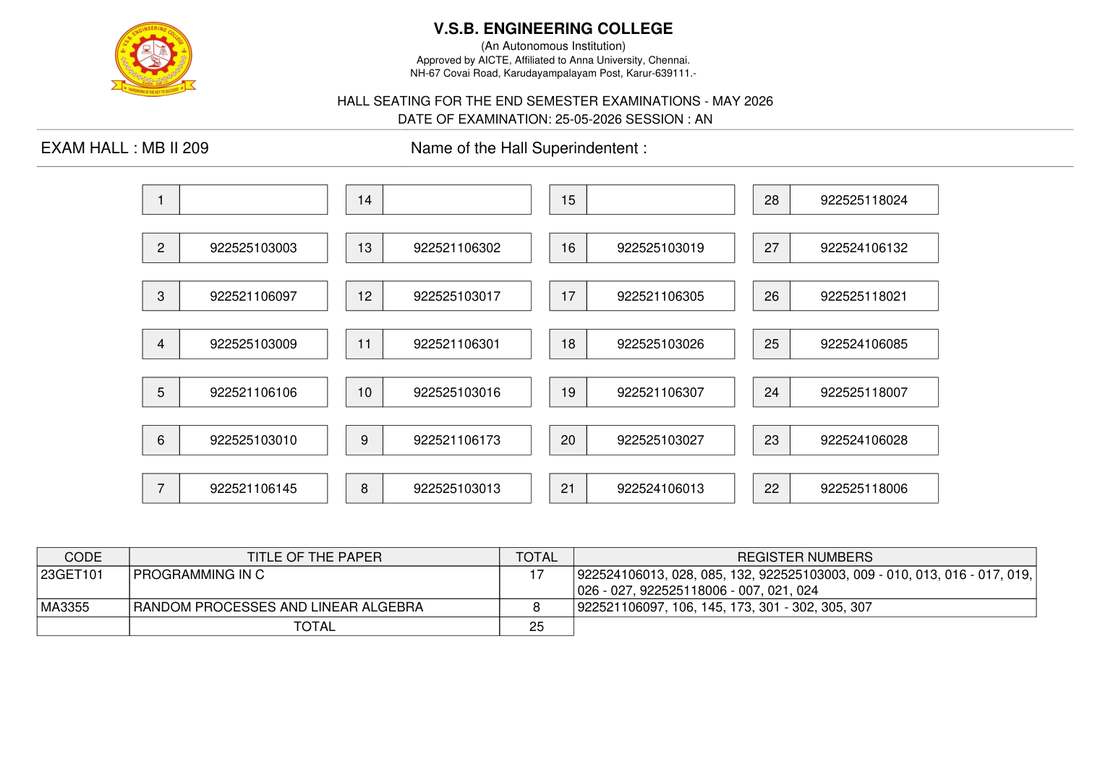 V.S.B. ENGINEERING COLLEGE
(An Autonomous Institution)
Approved by AICTE, Affiliated to Anna University, Chennai.
NH-67 Covai Road, Karudayampalayam Post, Karur-639111.-
HALL SEATING FOR THE END SEMESTER EXAMINATIONS - MAY 2026
DATE OF EXAMINATION: 25-05-2026 SESSION : AN
EXAM HALL : MB II 209 Name of the Hall Superindentent :
1 14 15 28 922525118024
2 922525103003 13 922521106302 16 922525103019 27 922524106132
3 922521106097 12 922525103017 17 922521106305 26 922525118021
4 922525103009 11 922521106301 18 922525103026 25 922524106085
5 922521106106 10 922525103016 19 922521106307 24 922525118007
6 922525103010 9 922521106173 20 922525103027 23 922524106028
7 922521106145 8 922525103013 21 922524106013 22 922525118006
CODE TITLE OF THE PAPER TOTAL REGISTER NUMBERS
23GET101 PROGRAMMING IN C 17 922524106013, 028, 085, 132, 922525103003, 009 - 010, 013, 016 - 017, 019,
026 - 027, 922525118006 - 007, 021, 024
MA3355 RANDOM PROCESSES AND LINEAR ALGEBRA 8 922521106097, 106, 145, 173, 301 - 302, 305, 307
TOTAL 25